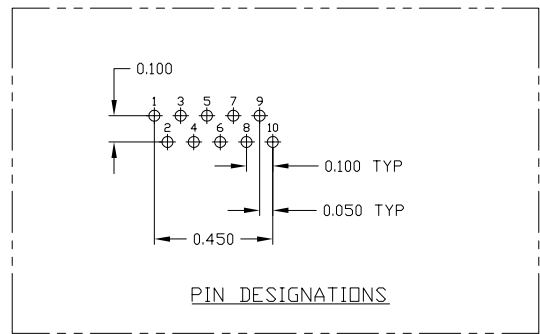 0.100
1 3 5 7 9
2 4 6 8 10
0.100 TYP
0.050 TYP
0.450
PIN DESIGNATIONS